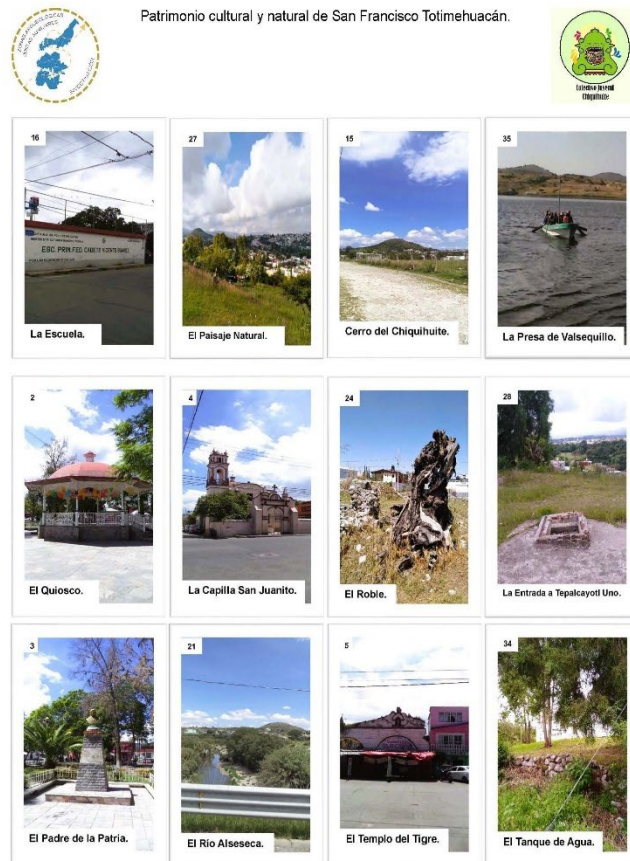 Patrimonio cultural y natural de San Francisco Totimehuacán.
Colectivo Juvenil
Chiquihuite
16
La Escuela.
27
El Paisaje Natural.
15
Cerro del Chiquihuite.
35
La Presa de Valsequillo.
2
El Quiosco.
4
La Capilla San Juanito.
24
El Roble.
28
La Entrada a Tepalcayotl Uno.
3
El Padre de la Patria.
21
El Río Alseseca.
5
El Templo del Tigre.
34
El Tanque de Agua.